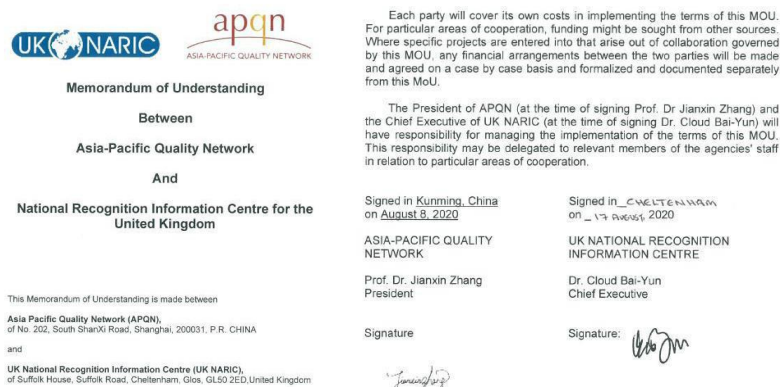 UK NARIC
apqn
ASIA-PACIFIC QUALITY NETWORK
Memorandum of Understanding
Between
Asia-Pacific Quality Network
And
National Recognition Information Centre for the
United Kingdom
This Memorandum of Understanding is made between
Asia Pacific Quality Network (APQN),
of No. 202, South ShanXi Road, Shanghai, 200031, P.R. CHINA
and
UK National Recognition Information Centre (UK NARIC),
of Suffolk House, Suffolk Road, Cheltenham, Glos, GL50 2ED,United Kingdom
Each party will cover its own costs in implementing the terms of this MOU.
For particular areas of cooperation, funding might be sought from other sources.
Where specific projects are entered into that arise out of collaboration governed
by this MOU, any financial arrangements between the two parties will be made
and agreed on a case by case basis and formalized and documented separately
from this MoU.
The President of APQN (at the time of signing Prof. Dr Jianxin Zhang) and
the Chief Executive of UK NARIC (at the time of signing Dr. Cloud Bai-Yun) will
have responsibility for managing the implementation of the terms of this MOU.
This responsibility may be delegated to relevant members of the agencies' staff
in relation to particular areas of cooperation.
Signed in Kunming, China
on August 8, 2020
ASIA-PACIFIC QUALITY
NETWORK
Prof. Dr. Jianxin Zhang
President
Signature
Signed in CHELTENHAM
on 17 AUGUST, 2020
UK NATIONAL RECOGNITION
INFORMATION CENTRE
Dr. Cloud Bai-Yun
Chief Executive
Signature: